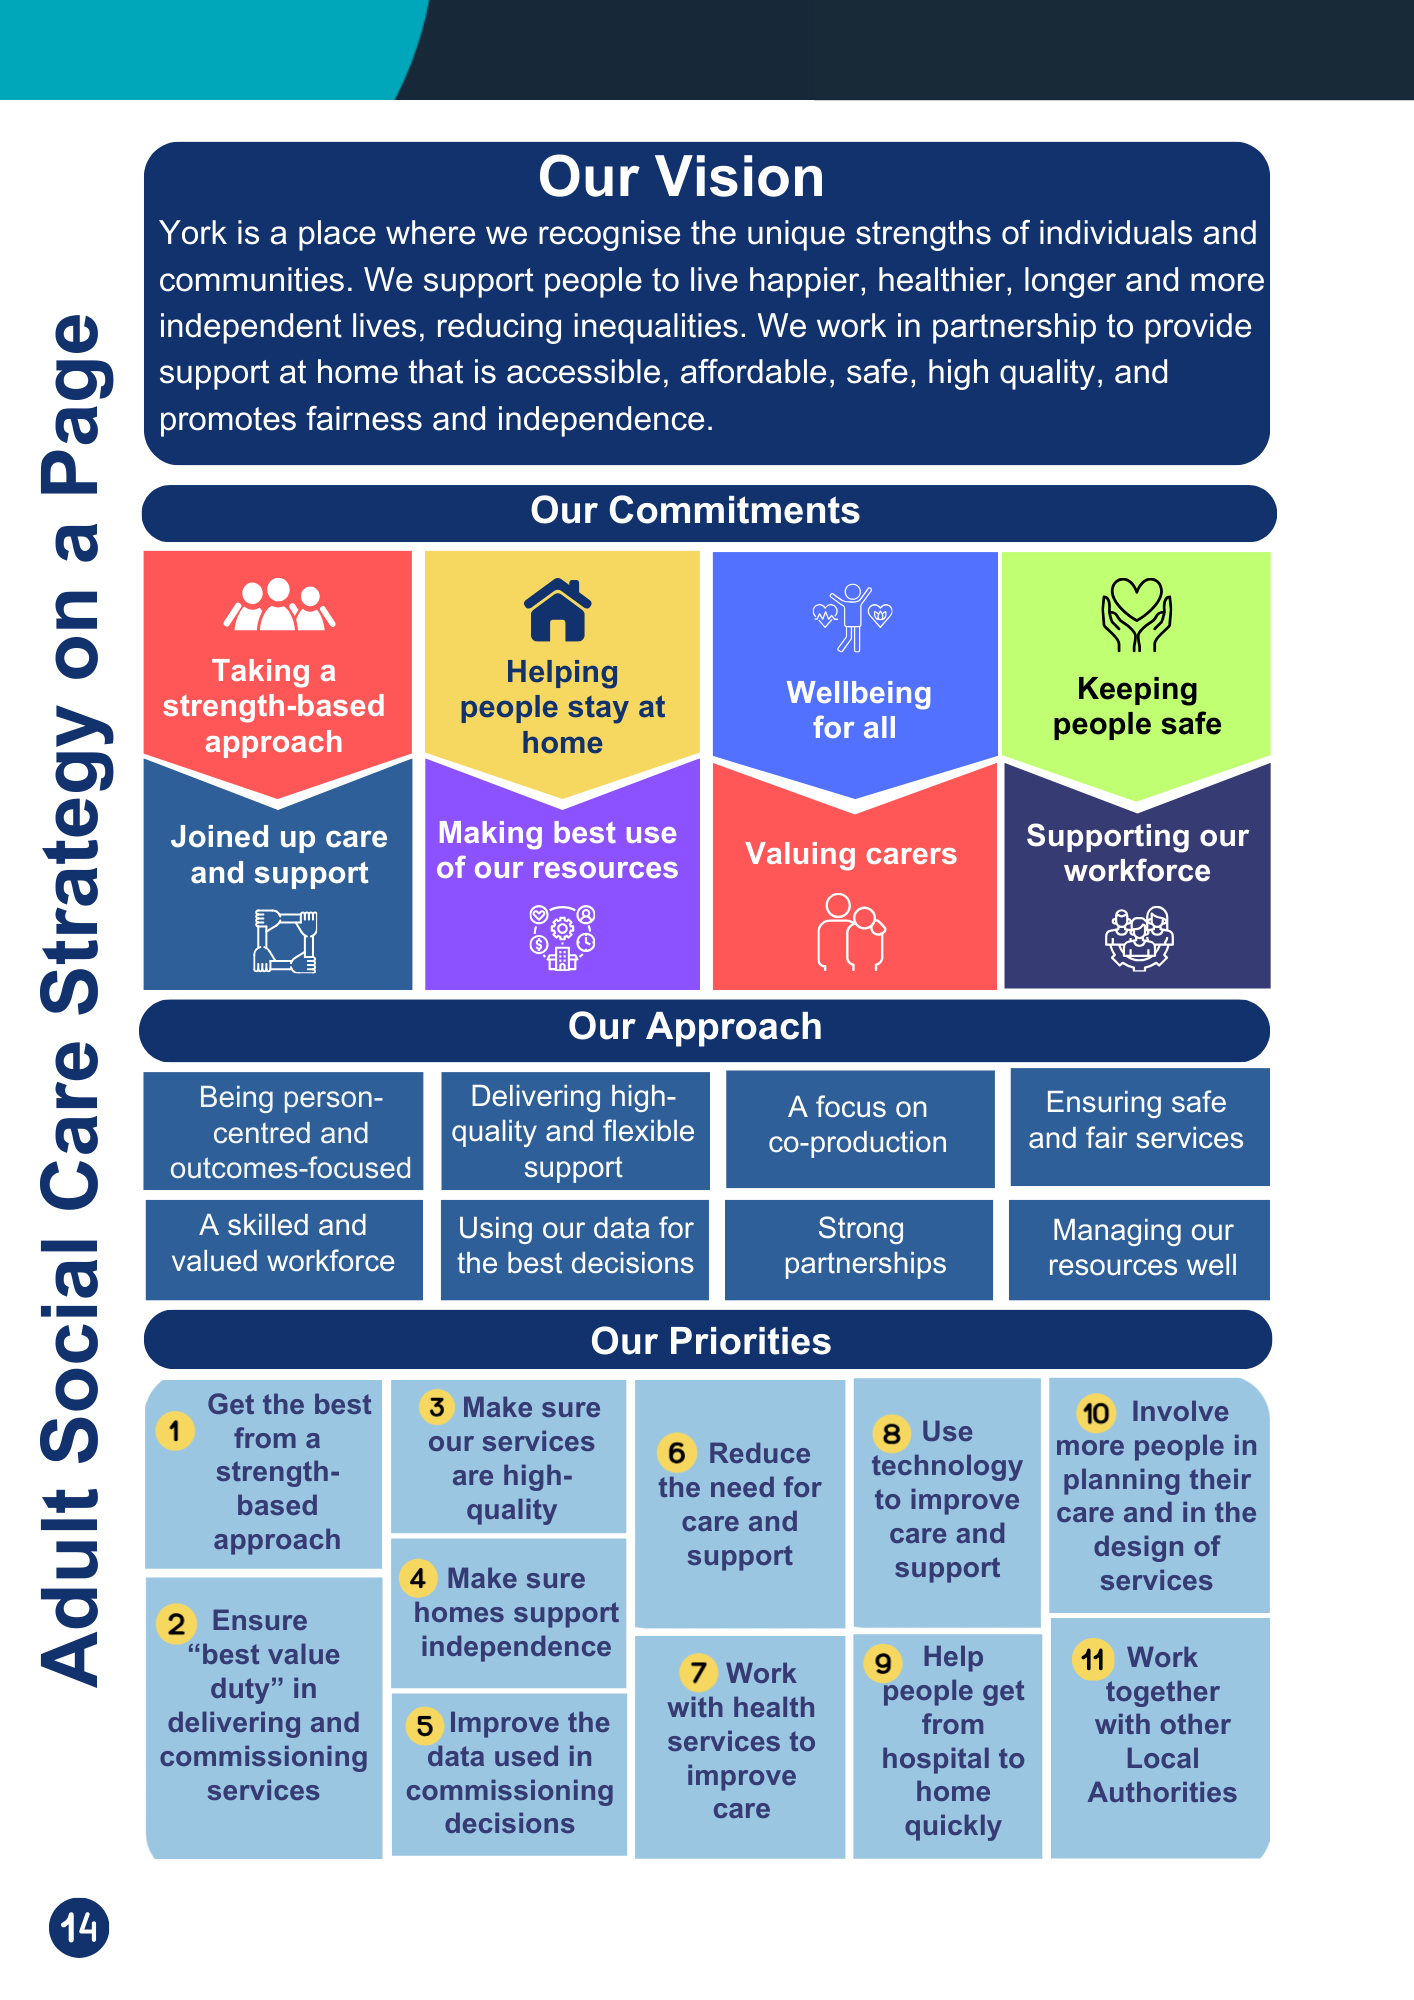 Adult Social Care Strategy on a Page
Our Vision
York is a place where we recognise the unique strengths of individuals and
communities. We support people to live happier, healthier, longer and more
independent lives, reducing inequalities. We work in partnership to provide
support at home that is accessible, affordable, safe, high quality, and
promotes fairness and independence.
Our Commitments
Taking a
strength-based
approach
Helping
people stay at
home
Wellbeing
for all
Keeping
people safe
Joined up care
and support
Making best use
of our resources
Valuing carers
Supporting our
workforce
Our Approach
Being person-
centred and
outcomes-focused
Delivering high-
quality and flexible
support
A focus on
co-production
Ensuring safe
and fair services
A skilled and
valued workforce
Using our data for
the best decisions
Strong
partnerships
Managing our
resources well
Our Priorities
1 Get the best
from a
strength-
based
approach
2 Ensure
“best value
duty” in
delivering and
commissioning
services
3 Make sure
our services
are high-
quality
4 Make sure
homes support
independence
5 Improve the
data used in
commissioning
decisions
6 Reduce
the need for
care and
support
7 Work
with health
services to
improve
care
8 Use
technology
to improve
care and
support
9 Help
people get
from
hospital to
home
quickly
10 Involve
more people in
planning their
care and in the
design of
services
11 Work
together
with other
Local
Authorities
14